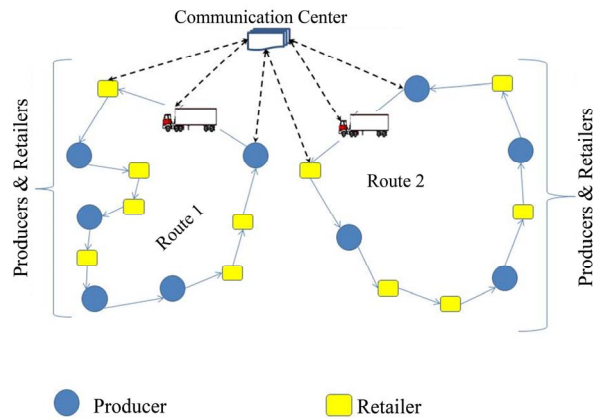 Communication Center
Producers & Retailers
Route 1
Route 2
Producers & Retailers
Producer
Retailer